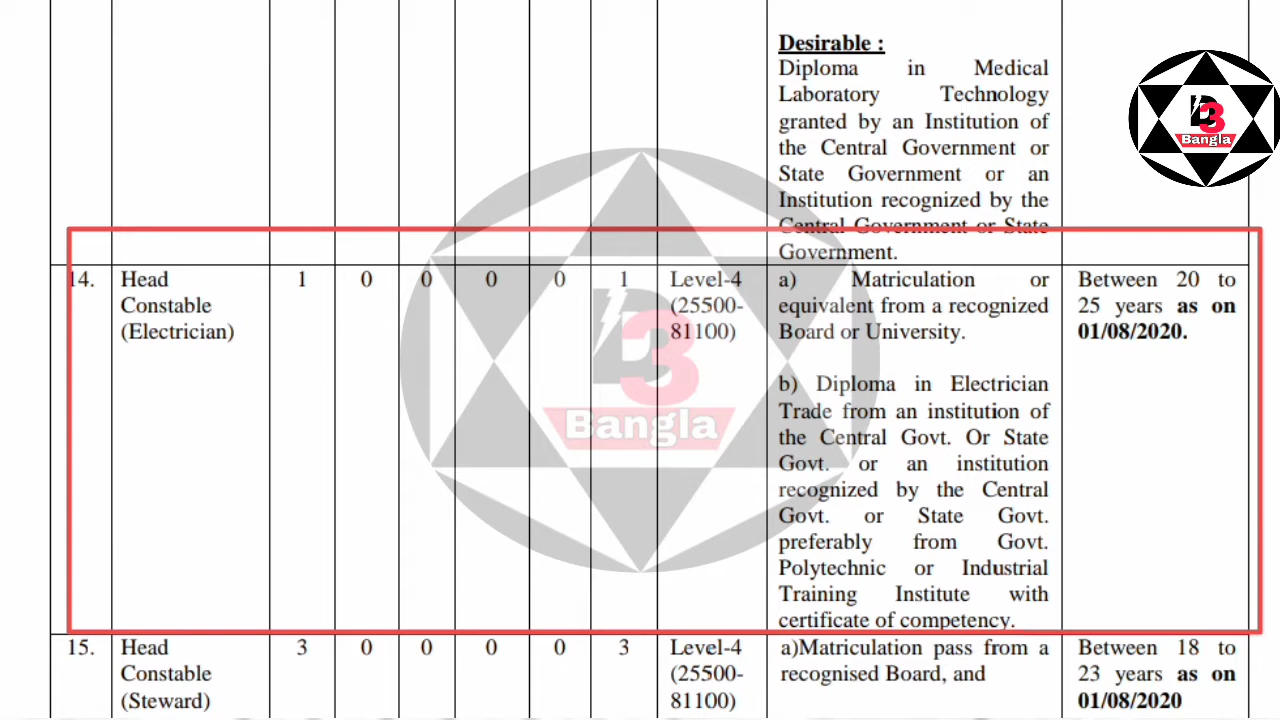 Desirable :
Diploma in Medical
Laboratory Technology
granted by an Institution of
the Central Government or
State Government or an
Institution recognized by the
Central Government or State
Government.
D3
Bangla
14. Head 1 0 0 0 0 1 Level-4 a) Matriculation or Between 20 to
Constable (25500- equivalent from a recognized 25 years as on
(Electrician) 81100) Board or University. 01/08/2020.
b) Diploma in Electrician
Trade from an institution of
the Central Govt. Or State
Govt. or an institution
recognized by the Central
Govt. or State Govt.
preferably from Govt.
Polytechnic or Industrial
Training Institute with
certificate of competency.
D3
Bangla
15. Head 3 0 0 0 0 3 Level-4 a)Matriculation pass from a Between 18 to
Constable (25500- recognised Board, and 23 years as on
(Steward) 81100) 01/08/2020